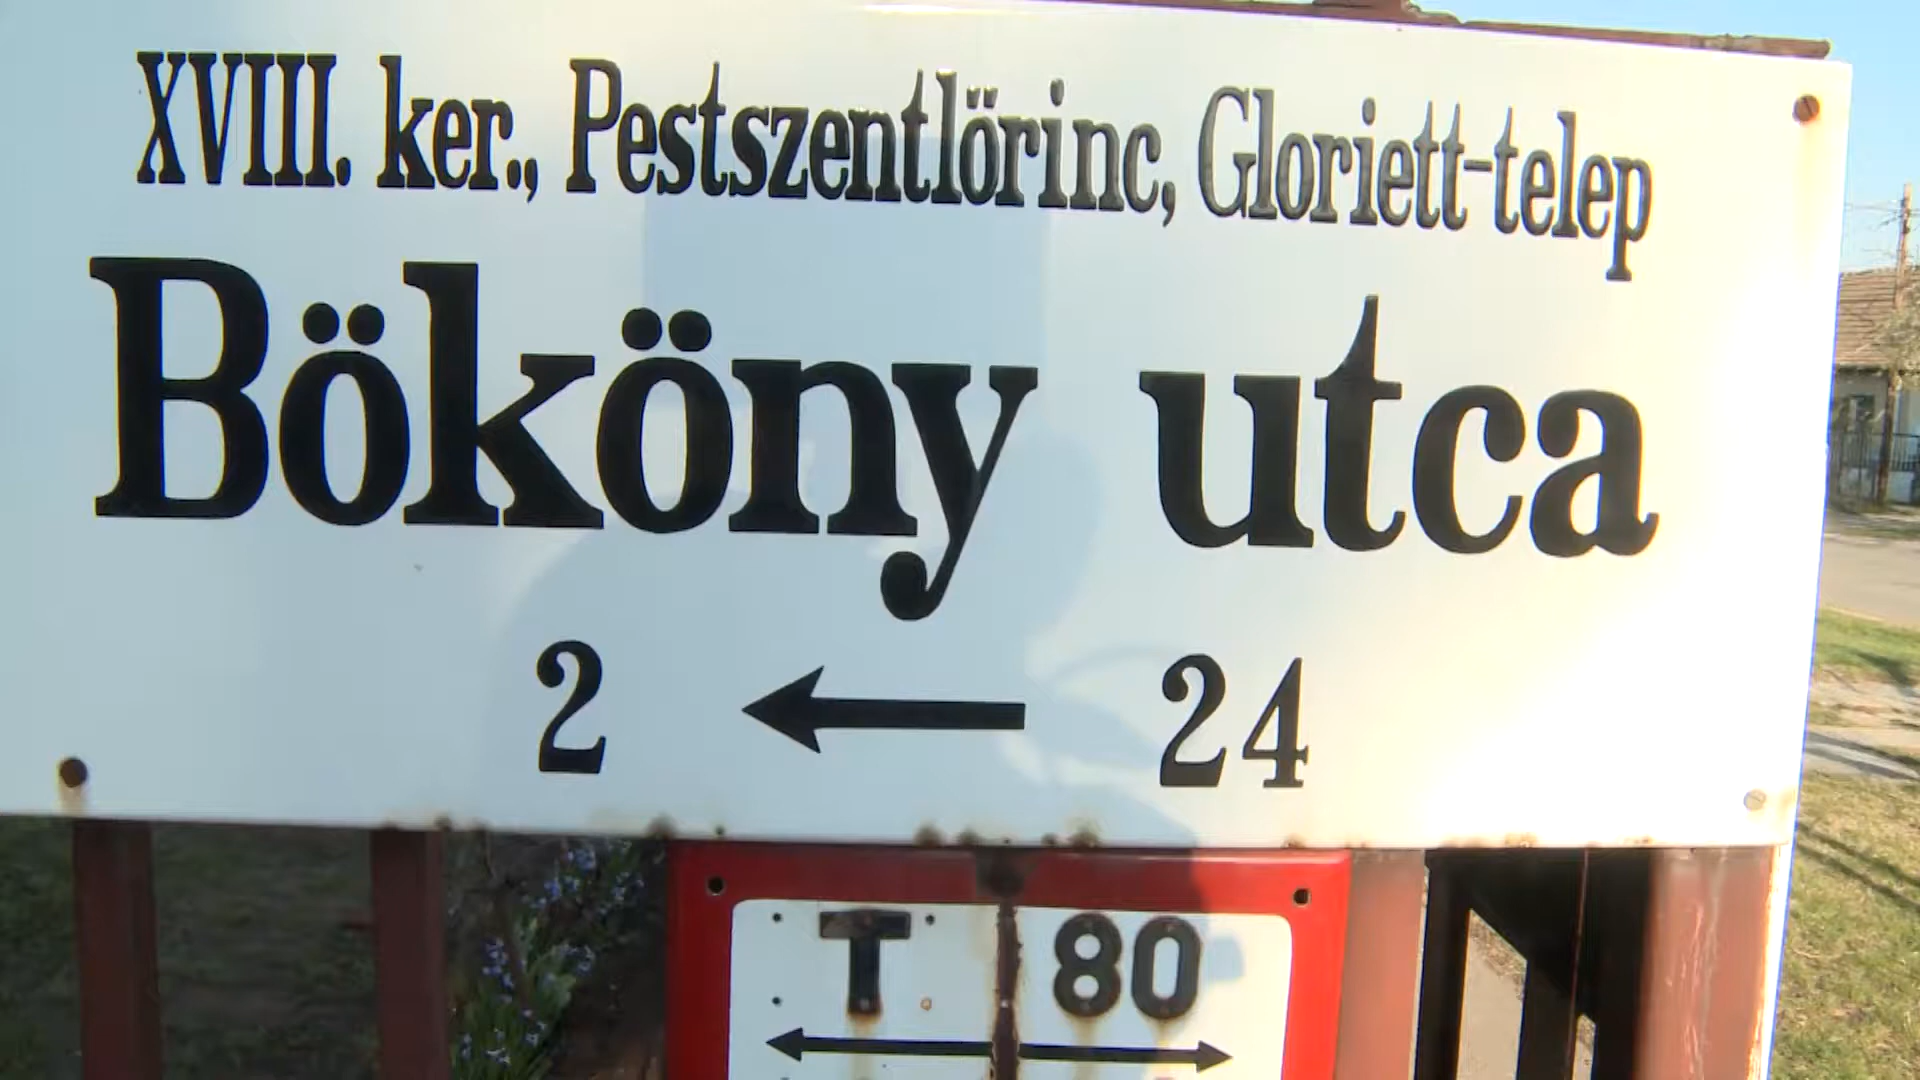 XVIII. ker., Pestszentlőrinc, Gloriett-telep
Bököny utca
2 ← 24
T 80